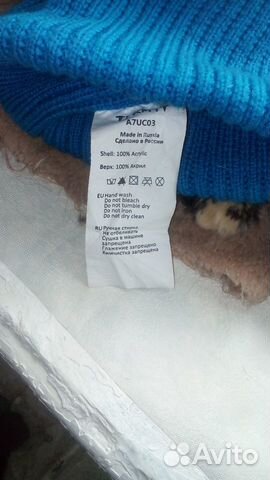 A7UC03
Made in Russia
Сделано в России
Shell: 100% Acrylic
Верх: 100% Акрил
EU Hand wash
Do not bleach
Do not tumble dry
Do not iron
Do not dry clean
RU Ручная стирка
Не отбеливать
Сушка в машине
запрещена
Глажение запрещено
Химчистка запрещена
Avito